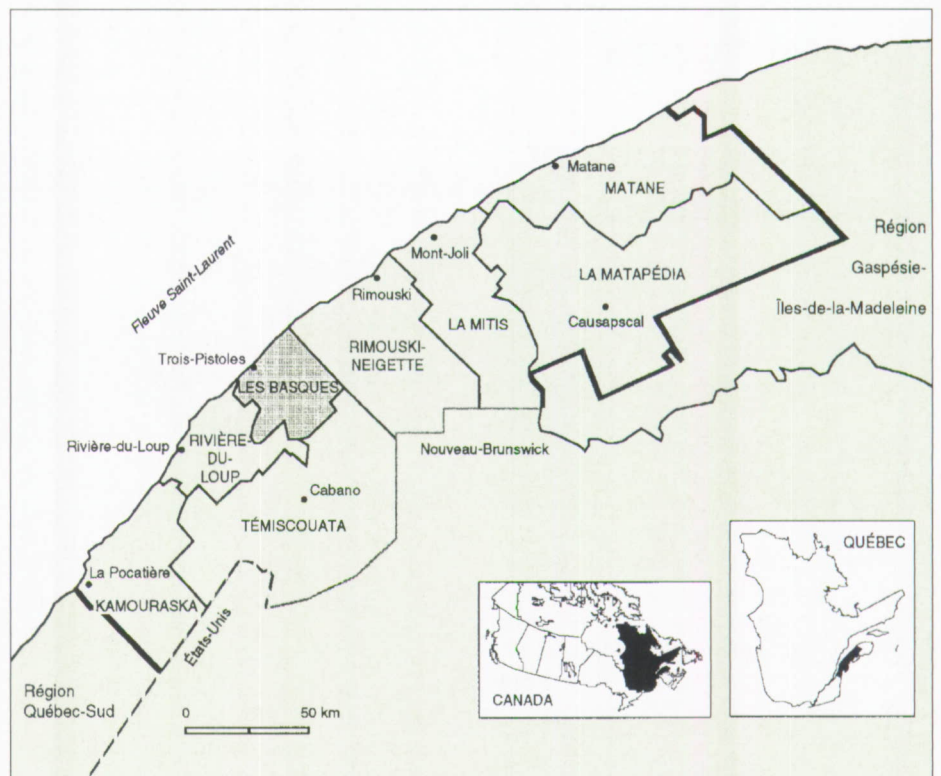 Matane
MATANE
Région
Gaspésie-
Îles-de-la-Madeleine
Mont-Joli
LA MATAPÉDIA
Causapscal
Fleuve Saint-Laurent
Rimouski
LA MITIS
RIMOUSKI-
NEIGETTE
Trois-Pistoles
LES BASQUES
Rivière-du-Loup
RIVIÈRE-
DU-
LOUP
Nouveau-Brunswick
Cabano
TÉMISCOUATA
La Pocatière
KAMOURASKA
États-Unis
Région
Québec-Sud
0 50 km
CANADA
QUÉBEC